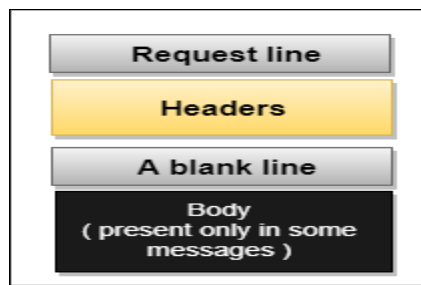 Request line
Headers
A blank line
Body
( present only in some
messages )